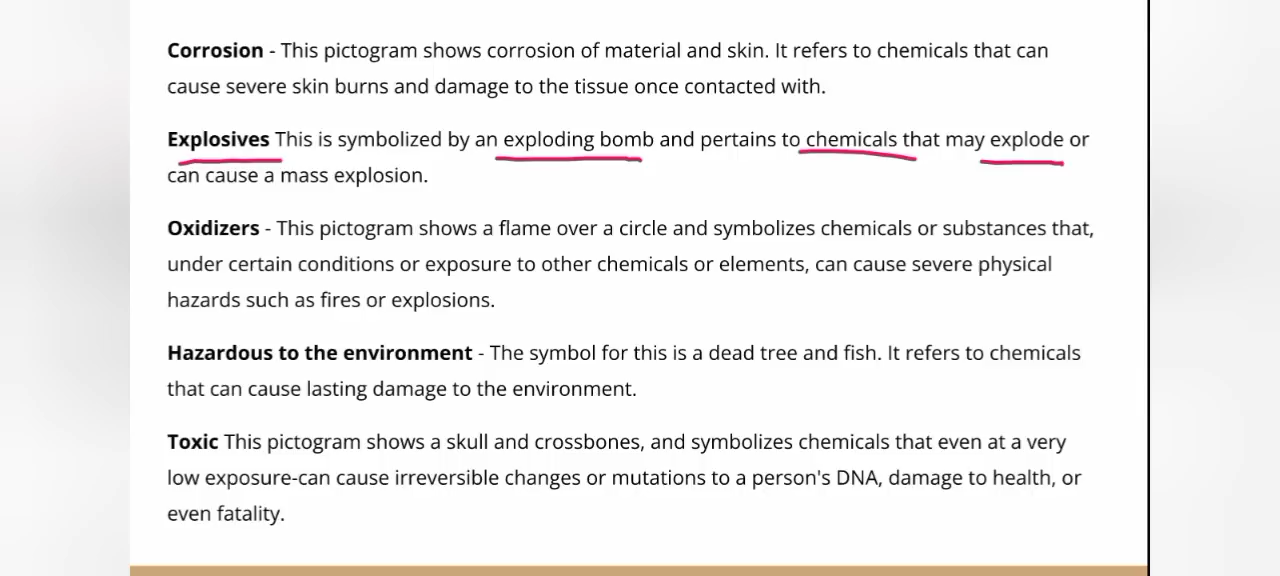 Corrosion - This pictogram shows corrosion of material and skin. It refers to chemicals that can
cause severe skin burns and damage to the tissue once contacted with.
Explosives This is symbolized by an exploding bomb and pertains to chemicals that may explode or
can cause a mass explosion.
Oxidizers - This pictogram shows a flame over a circle and symbolizes chemicals or substances that,
under certain conditions or exposure to other chemicals or elements, can cause severe physical
hazards such as fires or explosions.
Hazardous to the environment - The symbol for this is a dead tree and fish. It refers to chemicals
that can cause lasting damage to the environment.
Toxic This pictogram shows a skull and crossbones, and symbolizes chemicals that even at a very
low exposure-can cause irreversible changes or mutations to a person's DNA, damage to health, or
even fatality.